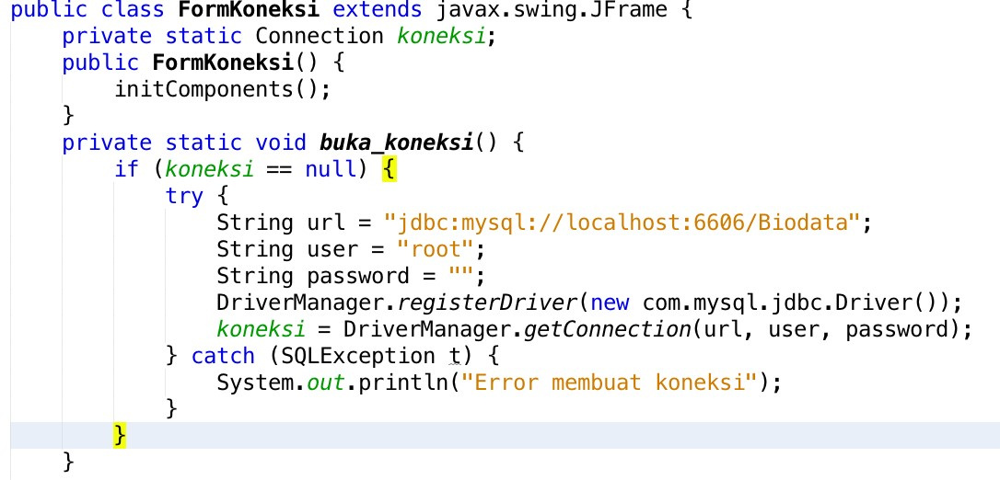 public class FormKoneksi extends javax.swing.JFrame {
    private static Connection koneksi;
    public FormKoneksi() {
        initComponents();
    }
    private static void buka_koneksi() {
        if (koneksi == null) {
            try {
                String url = "jdbc:mysql://localhost:6606/Biodata";
                String user = "root";
                String password = "";
                DriverManager.registerDriver(new com.mysql.jdbc.Driver());
                koneksi = DriverManager.getConnection(url, user, password);
            } catch (SQLException t) {
                System.out.println("Error membuat koneksi");
            }
        }
    }